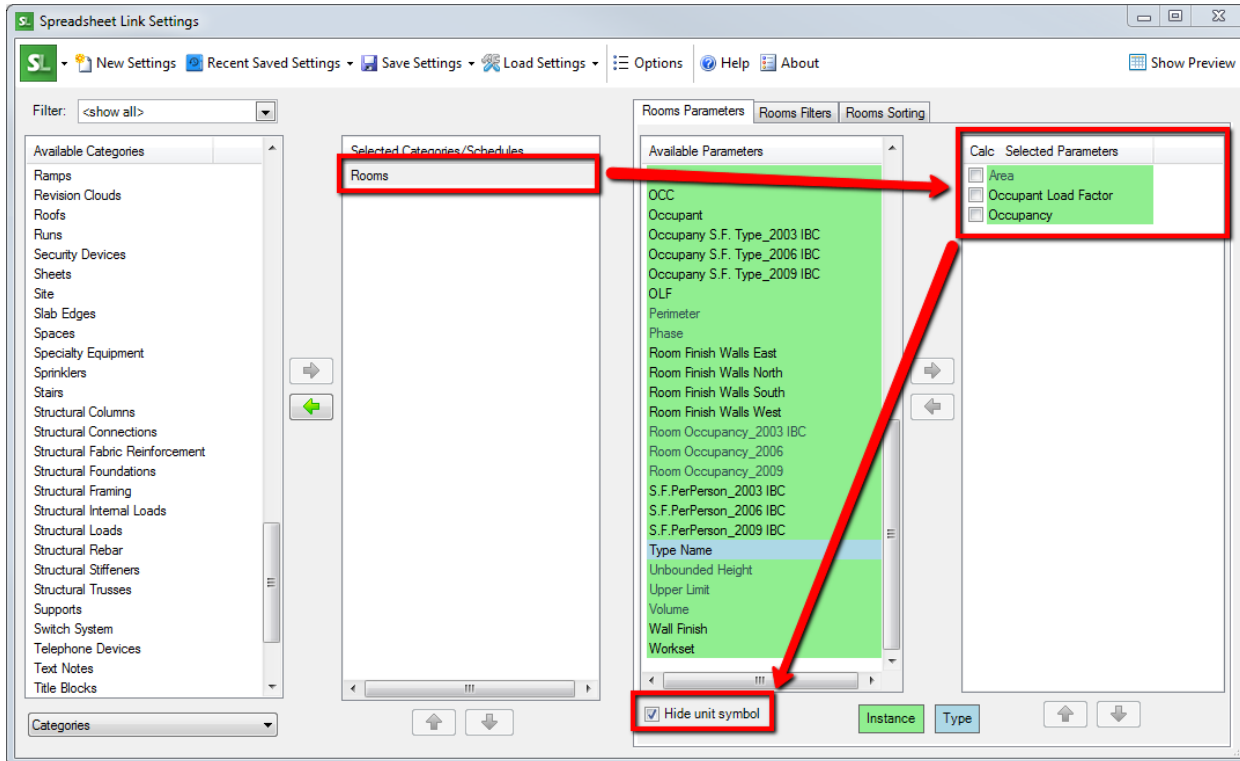 SL Spreadsheet Link Settings
SL New Settings Recent Saved Settings Save Settings Load Settings Options Help About Show Preview
Filter: <show all>
Available Categories
Ramps
Revision Clouds
Roofs
Runs
Security Devices
Sheets
Site
Slab Edges
Spaces
Specialty Equipment
Sprinklers
Stairs
Structural Columns
Structural Connections
Structural Fabric Reinforcement
Structural Foundations
Structural Framing
Structural Internal Loads
Structural Loads
Structural Rebar
Structural Stiffeners
Structural Trusses
Supports
Switch System
Telephone Devices
Text Notes
Title Blocks
Categories
Selected Categories/Schedules
Rooms
Rooms Parameters Rooms Filters Rooms Sorting
Available Parameters
OCC
Occupant
Occupany S.F. Type_2003 IBC
Occupany S.F. Type_2006 IBC
Occupany S.F. Type_2009 IBC
OLF
Perimeter
Phase
Room Finish Walls East
Room Finish Walls North
Room Finish Walls South
Room Finish Walls West
Room Occupancy_2003 IBC
Room Occupancy_2006
Room Occupancy_2009
S.F.PerPerson_2003 IBC
S.F.PerPerson_2006 IBC
S.F.PerPerson_2009 IBC
Type Name
Unbounded Height
Upper Limit
Volume
Wall Finish
Workset
Hide unit symbol
Instance Type
Calc Selected Parameters
Area
Occupant Load Factor
Occupancy